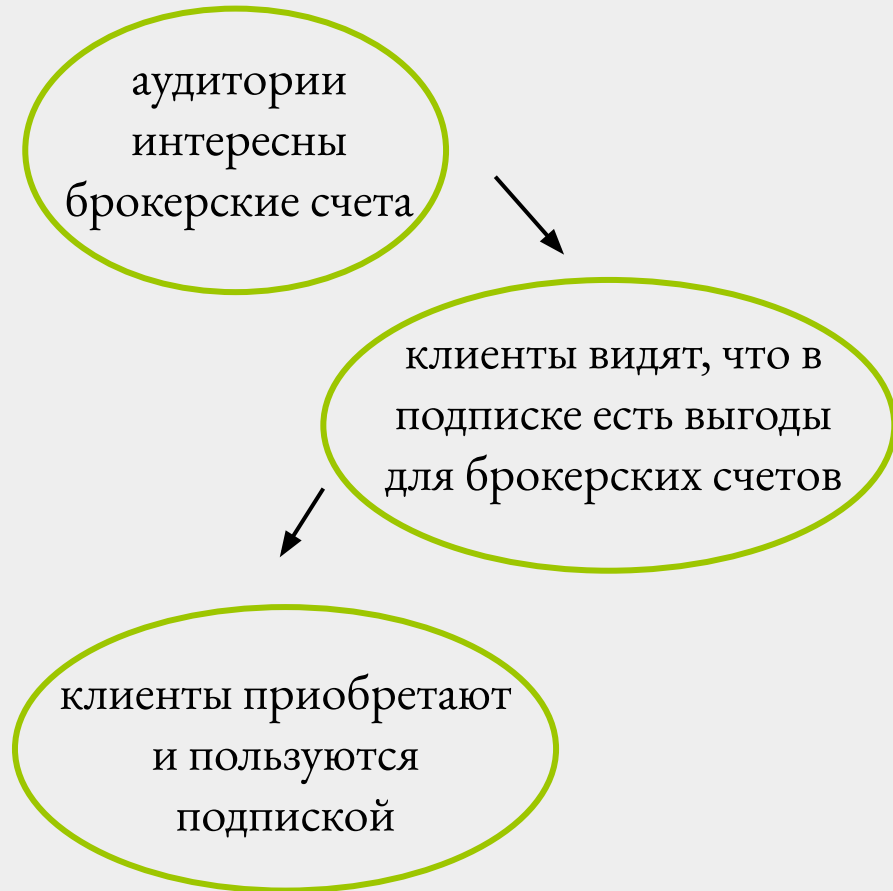 аудитории
интересны
брокерские счета
клиенты видят, что в
подписке есть выгоды
для брокерских счетов
клиенты приобретают
и пользуются
подпиской